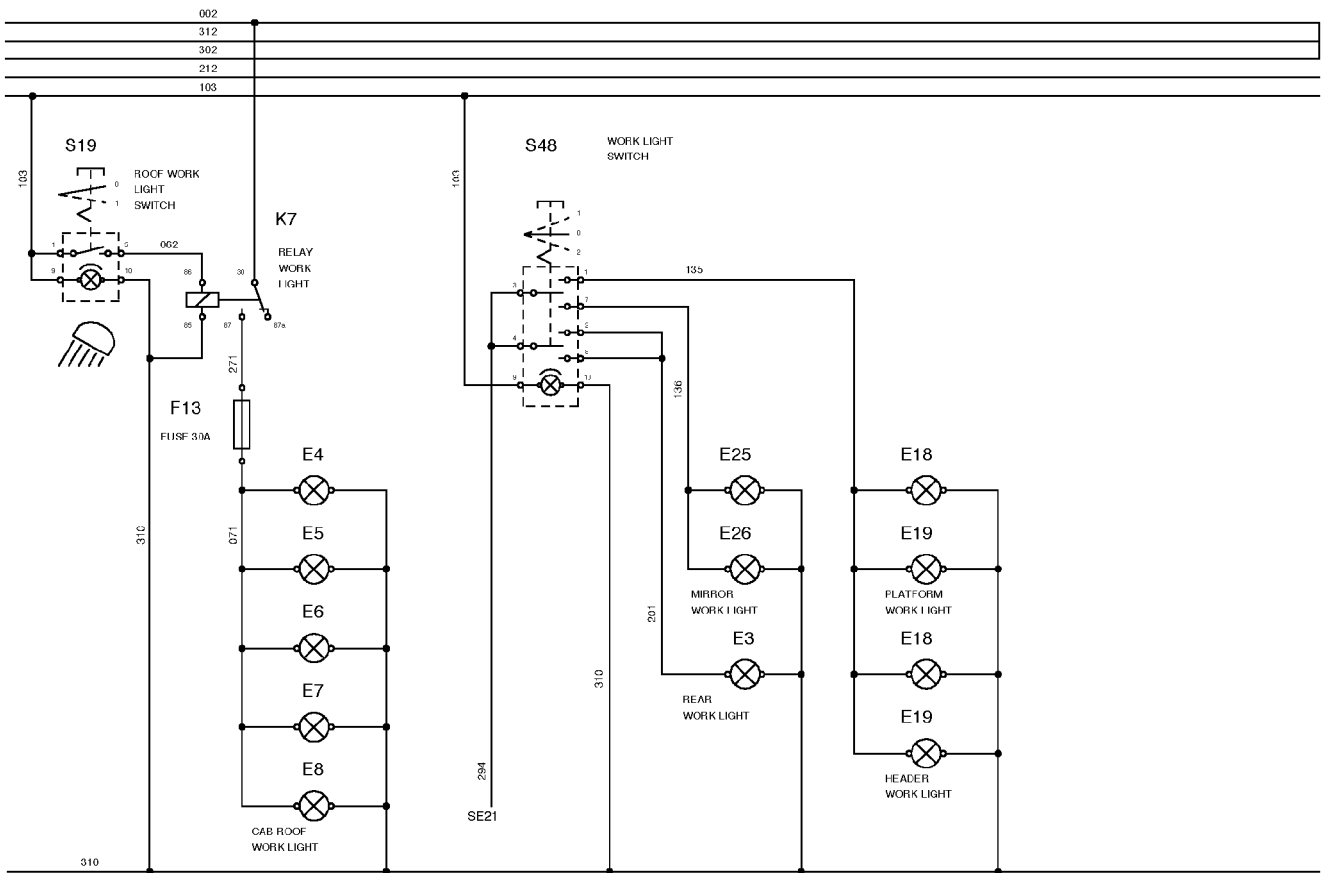 002
312
302
212
103
S19
ROOF WORK
LIGHT
SWITCH
103
0
1
1
5
9
10
062
K7
RELAY
WORK
LIGHT
86
30
85
87
87a
271
F13
FUSE 30A
E4
E5
E6
E7
E8
071
310
CAB ROOF
WORK LIGHT
310
S48
WORK LIGHT
SWITCH
103
1
0
2
3
1
7
4
2
8
9
10
135
136
201
310
294
SE21
E25
E26
MIRROR
WORK LIGHT
E3
REAR
WORK LIGHT
E18
E19
PLATFORM
WORK LIGHT
E18
E19
HEADER
WORK LIGHT